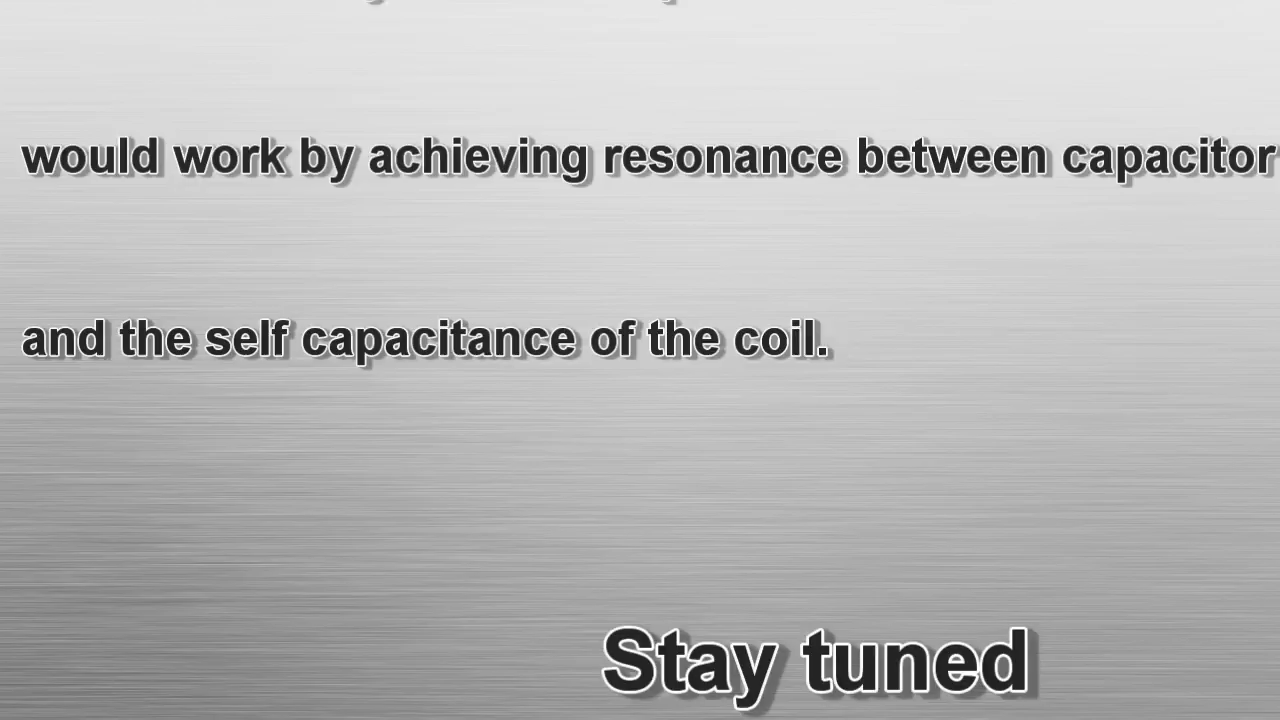 would work by achieving resonance between capacitor
and the self capacitance of the coil.
Stay tuned